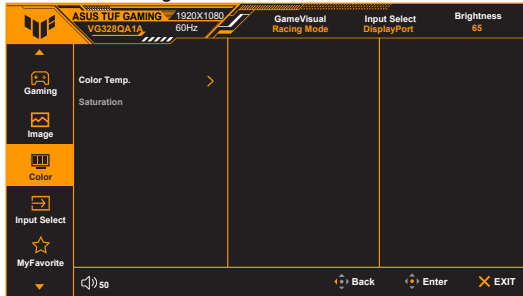 ASUS TUF GAMING 1920X1080
VG328QA1A 60Hz
GameVisual
Racing Mode
Input Select
DisplayPort
Brightness
65
Gaming
Image
Color
Input Select
MyFavorite
Color Temp.
Saturation
50
Back
Enter
EXIT